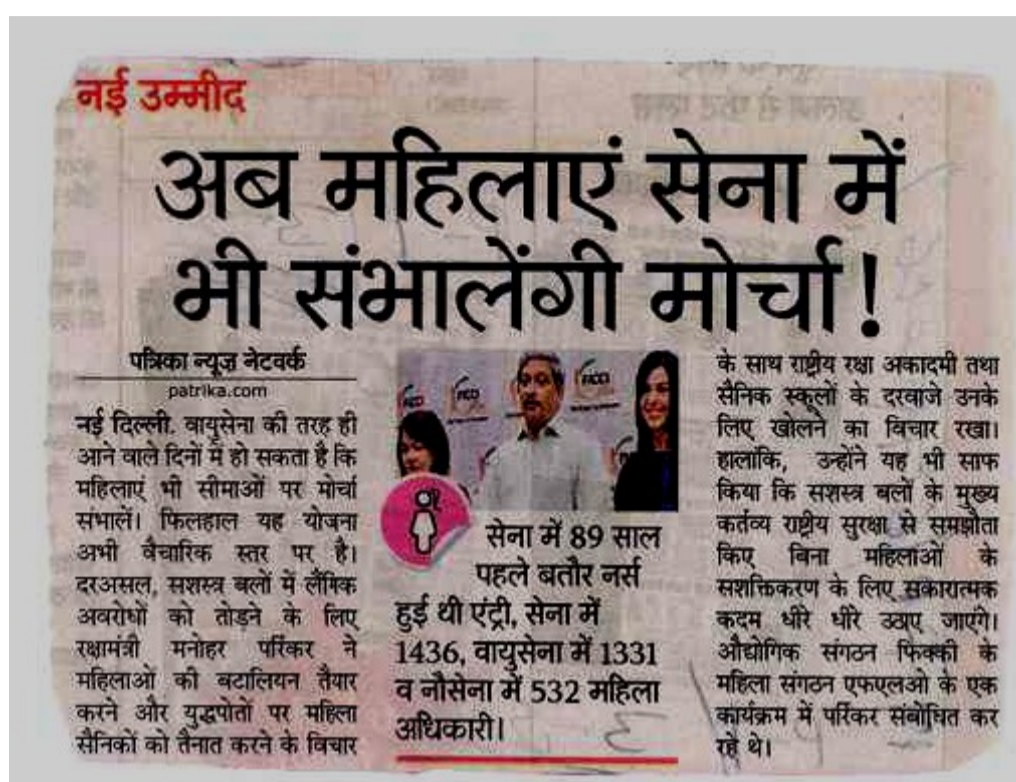 नई उम्मीद
अब महिलाएं सेना में
भी संभालेंगी मोर्चा!
पत्रिका न्यूज़ नेटवर्क
patrika.com
नई दिल्ली. वायुसेना की तरह ही
आने वाले दिनों में हो सकता है कि
महिलाएं भी सीमाओं पर मोर्चा
संभालें। फिलहाल यह योजना
अभी वैचारिक स्तर पर है।
दरअसल, सशस्त्र बलों में लैंगिक
अवरोधों को तोड़ने के लिए
रक्षामंत्री मनोहर पर्रिकर ने
महिलाओं की बटालियन तैयार
करने और युद्धपोतों पर महिला
सैनिकों को तैनात करने के विचार
FICCI
सेना में 89 साल
पहले बतौर नर्स
हुई थी एंट्री, सेना में
1436, वायुसेना में 1331
व नौसेना में 532 महिला
अधिकारी।
के साथ राष्ट्रीय रक्षा अकादमी तथा
सैनिक स्कूलों के दरवाजे उनके
लिए खोलने का विचार रखा।
हालांकि, उन्होंने यह भी साफ
किया कि सशस्त्र बलों के मुख्य
कर्तव्य राष्ट्रीय सुरक्षा से समझौता
किए बिना महिलाओं के
सशक्तिकरण के लिए सकारात्मक
कदम धीरे धीरे उठाए जाएंगे।
औद्योगिक संगठन फिक्की के
महिला संगठन एफएलओ के एक
कार्यक्रम में पर्रिकर संबोधित कर
रहे थे।